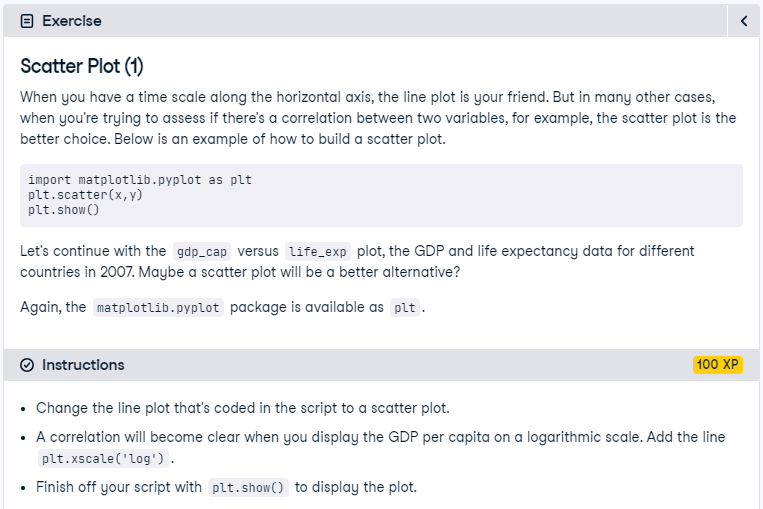 Exercise
Scatter Plot (1)
When you have a time scale along the horizontal axis, the line plot is your friend. But in many other cases,
when you're trying to assess if there's a correlation between two variables, for example, the scatter plot is the
better choice. Below is an example of how to build a scatter plot.
import matplotlib.pyplot as plt
plt.scatter(x,y)
plt.show()
Let's continue with the gdp_cap versus life_exp plot, the GDP and life expectancy data for different
countries in 2007. Maybe a scatter plot will be a better alternative?
Again, the matplotlib.pyplot package is available as plt.
Instructions 100 XP
• Change the line plot that's coded in the script to a scatter plot.
• A correlation will become clear when you display the GDP per capita on a logarithmic scale. Add the line
plt.xscale('log').
• Finish off your script with plt.show() to display the plot.